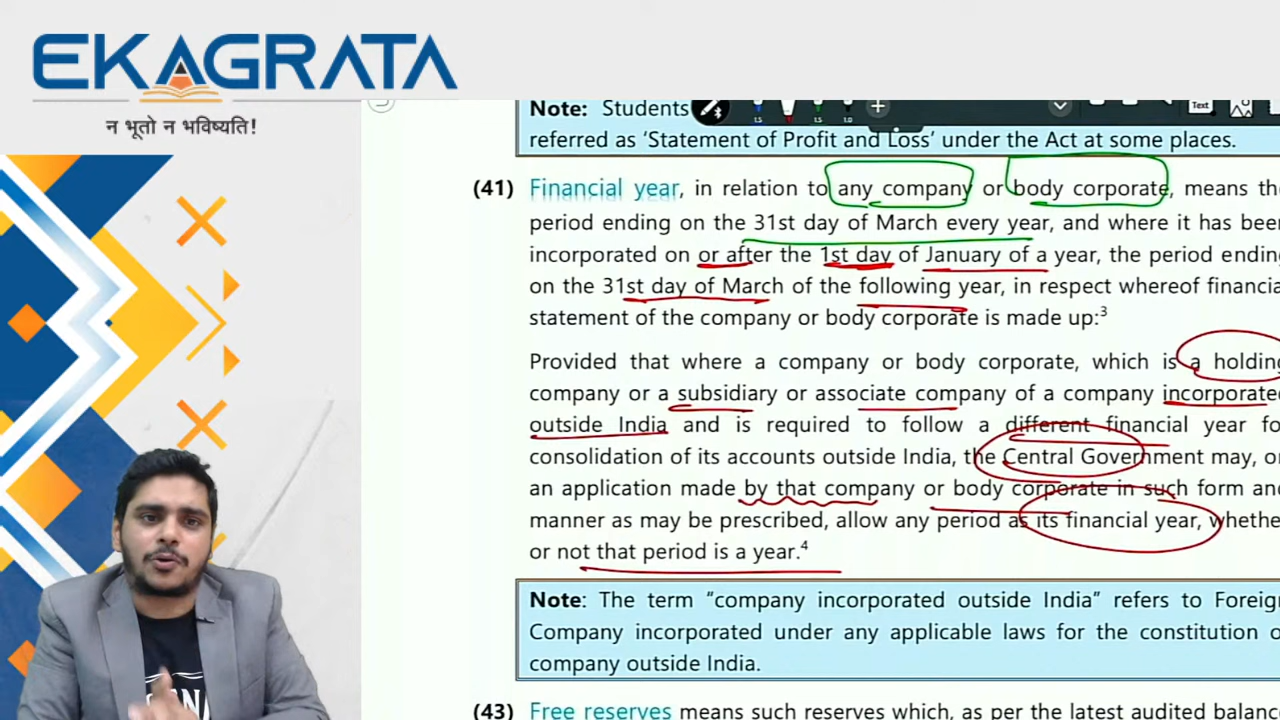 EKAGRATA
न भूतो न भविष्यति!
Text
1.5
1.5
1.0
Note: Students
referred as ‘Statement of Profit and Loss’ under the Act at some places.
(41) Financial year, in relation to any company or body corporate, means the
period ending on the 31st day of March every year, and where it has been
incorporated on or after the 1st day of January of a year, the period ending
on the 31st day of March of the following year, in respect whereof financia
statement of the company or body corporate is made up:3
Provided that where a company or body corporate, which is a holding
company or a subsidiary or associate company of a company incorporated
outside India and is required to follow a different financial year fo
consolidation of its accounts outside India, the Central Government may, on
an application made by that company or body corporate in such form and
manner as may be prescribed, allow any period as its financial year, whethe
or not that period is a year.4
Note: The term “company incorporated outside India” refers to Foreign
Company incorporated under any applicable laws for the constitution o
company outside India.
(43) Free reserves means such reserves which, as per the latest audited balance